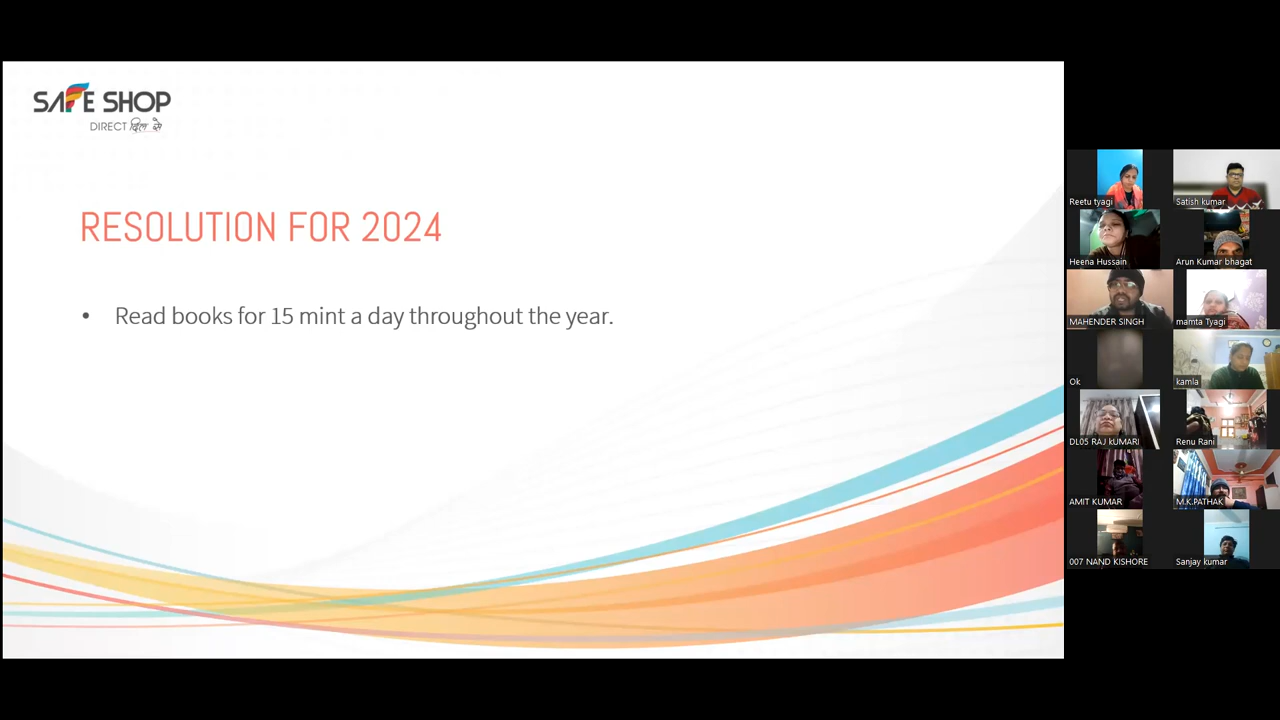 SAFE SHOP
DIRECT दिल से
RESOLUTION FOR 2024
• Read books for 15 mint a day throughout the year.
Reetu tyagi
Satish kumar
Heena Hussain
Arun Kumar bhagat
MAHENDER SINGH
mamta Tyagi
Ok
kamla
DL05 RAJ kUMARI
Renu Rani
AMIT KUMAR
M.K.PATHAK
007 NAND KISHORE
Sanjay kumar